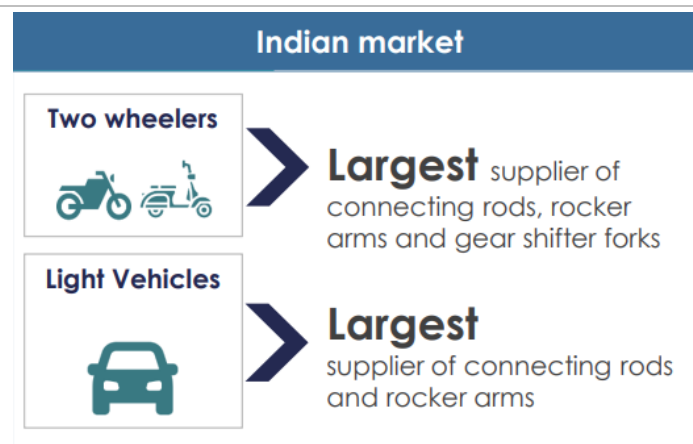 Indian market
Two wheelers
Largest supplier of
connecting rods, rocker
arms and gear shifter forks
Light Vehicles
Largest
supplier of connecting rods
and rocker arms